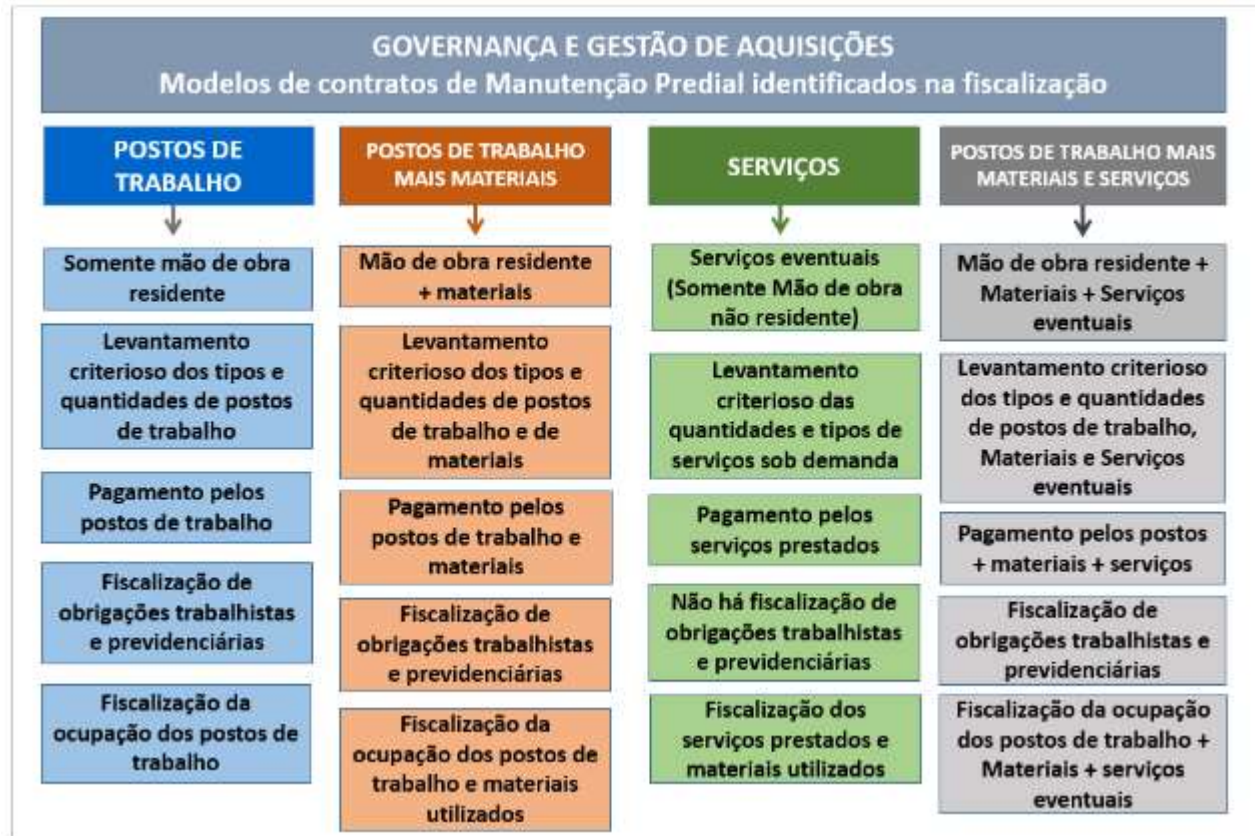 GOVERNANÇA E GESTÃO DE AQUISIÇÕES
Modelos de contratos de Manutenção Predial identificados na fiscalização
POSTOS DE
TRABALHO
Somente mão de obra
residente
Levantamento
criterioso dos tipos e
quantidades de postos
de trabalho
Pagamento pelos
postos de trabalho
Fiscalização de
obrigações trabalhistas
e previdenciárias
Fiscalização da
ocupação dos postos de
trabalho
POSTOS DE TRABALHO
MAIS MATERIAIS
Mão de obra residente
+ materiais
Levantamento
criterioso dos tipos e
quantidades de postos
de trabalho e de
materiais
Pagamento pelos
postos de trabalho e
materiais
Fiscalização de
obrigações trabalhistas
e previdenciárias
Fiscalização da
ocupação dos postos de
trabalho e materiais
utilizados
SERVIÇOS
Serviços eventuais
(Somente Mão de obra
não residente)
Levantamento
criterioso das
quantidades e tipos de
serviços sob demanda
Pagamento pelos
serviços prestados
Não há fiscalização de
obrigações trabalhistas
e previdenciárias
Fiscalização dos
serviços prestados e
materiais utilizados
POSTOS DE TRABALHO MAIS
MATERIAIS E SERVIÇOS
Mão de obra residente +
Materiais + Serviços
eventuais
Levantamento criterioso
dos tipos e quantidades
de postos de trabalho,
Materiais e Serviços
eventuais
Pagamento pelos postos
+ materiais + serviços
Fiscalização de
obrigações trabalhistas e
previdenciárias
Fiscalização da ocupação
dos postos de trabalho +
Materiais + serviços
eventuais